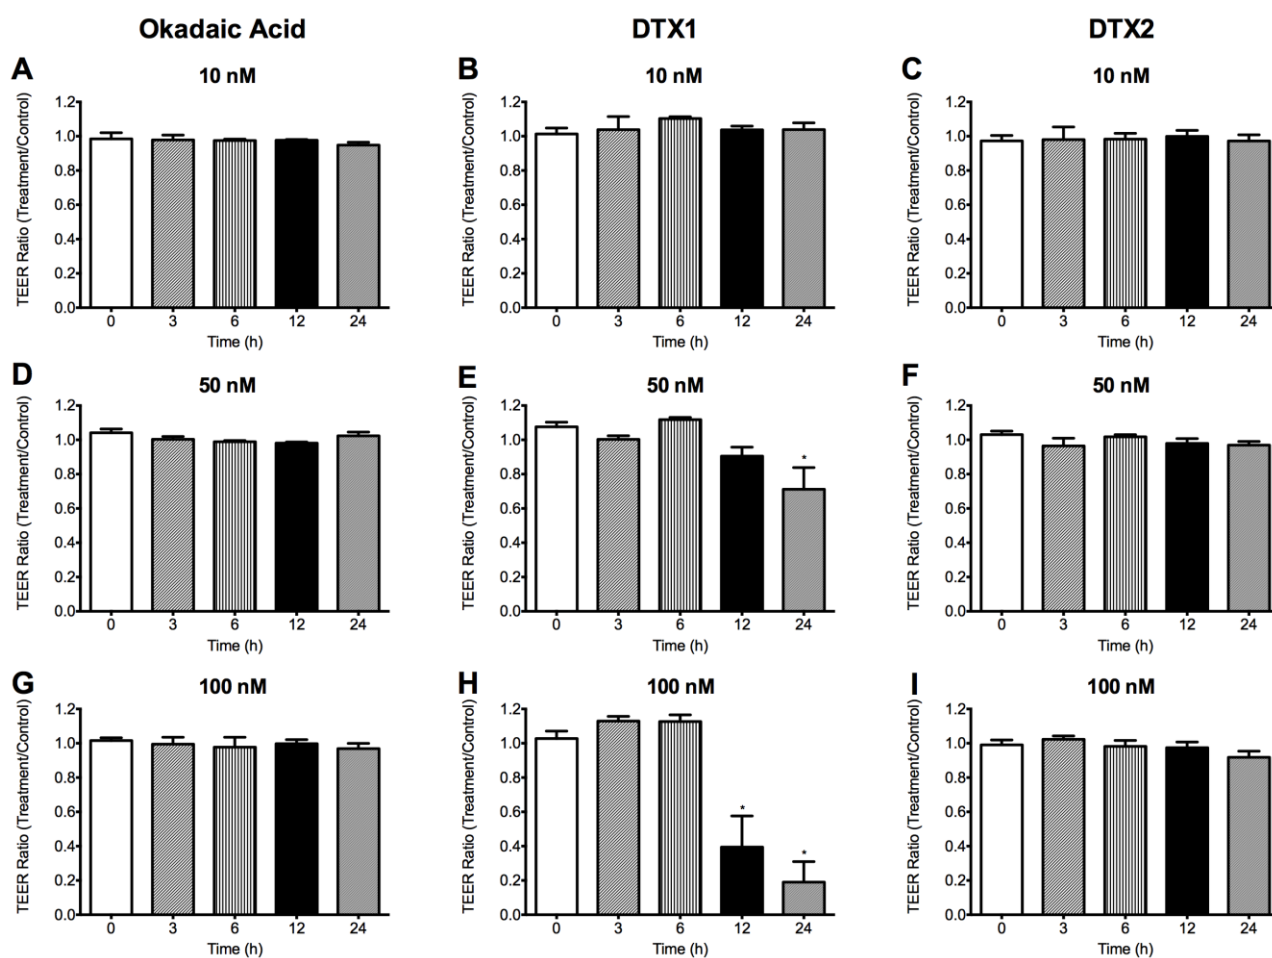 Okadaic Acid DTX1 DTX2
A 10 nM B 10 nM C 10 nM
TEER Ratio (Treatment/Control) TEER Ratio (Treatment/Control) TEER Ratio (Treatment/Control)
1.2 1.2 1.2
1.0 1.0 1.0
0.8 0.8 0.8
0.6 0.6 0.6
0.4 0.4 0.4
0.2 0.2 0.2
0.0 0.0 0.0
0 3 6 12 24 0 3 6 12 24 0 3 6 12 24
Time (h) Time (h) Time (h)
D 50 nM E 50 nM F 50 nM
TEER Ratio (Treatment/Control) TEER Ratio (Treatment/Control) TEER Ratio (Treatment/Control)
1.2 1.2 1.2
1.0 1.0 1.0
0.8 * 0.8 0.8
0.6 0.6 0.6
0.4 0.4 0.4
0.2 0.2 0.2
0.0 0.0 0.0
0 3 6 12 24 0 3 6 12 24 0 3 6 12 24
Time (h) Time (h) Time (h)
G 100 nM H 100 nM I 100 nM
TEER Ratio (Treatment/Control) TEER Ratio (Treatment/Control) TEER Ratio (Treatment/Control)
1.2 1.2 1.2
1.0 1.0 1.0
0.8 0.8 0.8
0.6 0.6 * 0.6
0.4 0.4 * 0.4
0.2 0.2 0.2
0.0 0.0 0.0
0 3 6 12 24 0 3 6 12 24 0 3 6 12 24
Time (h) Time (h) Time (h)